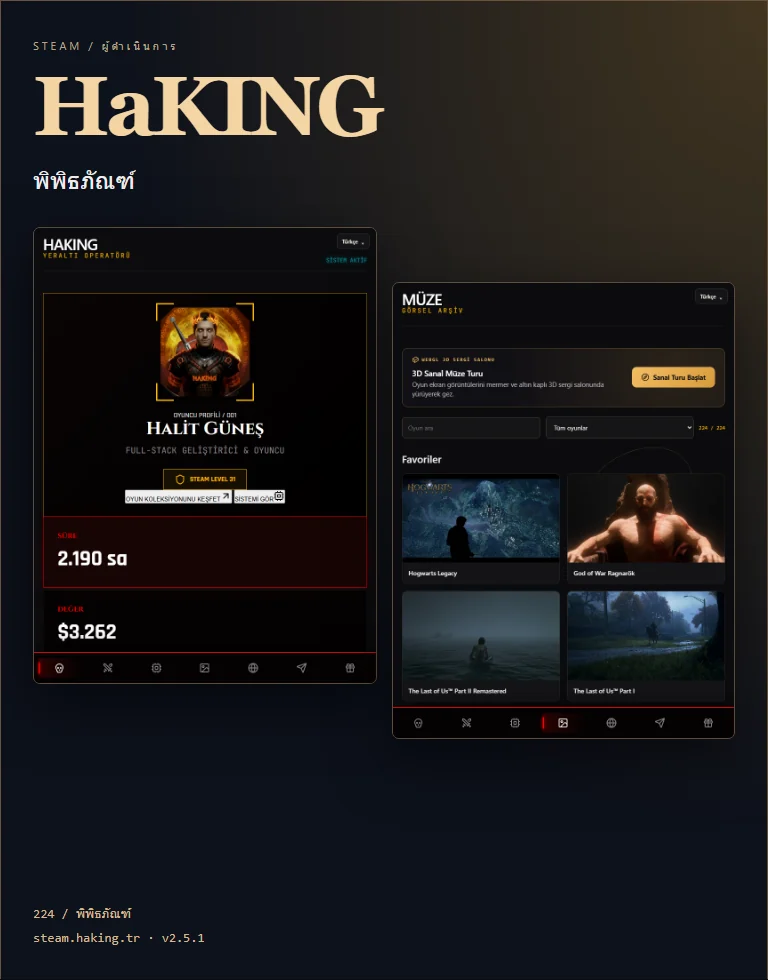 STEAM / ผู้ดำเนินการ
HaKING
พิพิธภัณฑ์
HAKING
YERALTI OPERATÖRÜ
Türkçe
SİSTEM AKTİF
HAKING
OYUNCU PROFİLİ / 001
HALİT GÜNEŞ
FULL-STACK GELİŞTİRİCİ & OYUNCU
STEAM LEVEL 31
OYUN KOLEKSİYONUNU KEŞFET
SİSTEMİ GÖR
SÜRE
2.190 sa
DEĞER
$3.262
MÜZE
GÖRSEL ARŞİV
Türkçe
WEBGL 3D SERGİ SALONU
3D Sanal Müze Turu
Oyun ekran görüntülerini mermer ve altın kaplı 3D sergi salonunda
yürüyerek gez.
Sanal Turu Başlat
Oyun ara
Tüm oyunlar
224 / 224
Favoriler
HOGWARTS
Hogwarts Legacy
God of War Ragnarök
The Last of Us™ Part II Remastered
The Last of Us™ Part I
224 / พิพิธภัณฑ์
steam.haking.tr · v2.5.1